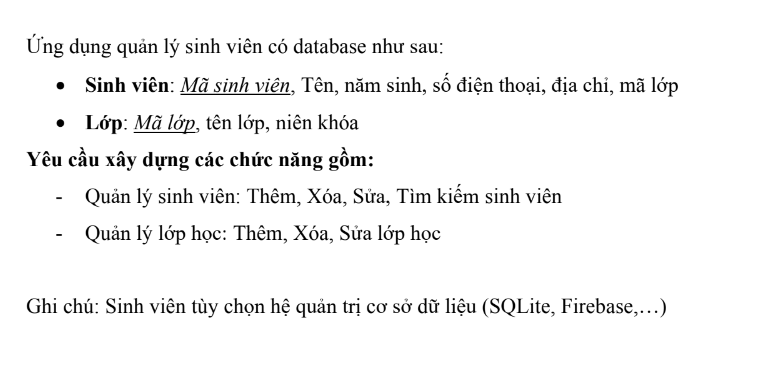 Ứng dụng quản lý sinh viên có database như sau:
• Sinh viên: Mã sinh viên, Tên, năm sinh, số điện thoại, địa chỉ, mã lớp
• Lớp: Mã lớp, tên lớp, niên khóa
Yêu cầu xây dựng các chức năng gồm:
- Quản lý sinh viên: Thêm, Xóa, Sửa, Tìm kiếm sinh viên
- Quản lý lớp học: Thêm, Xóa, Sửa lớp học
Ghi chú: Sinh viên tùy chọn hệ quản trị cơ sở dữ liệu (SQLite, Firebase,…)